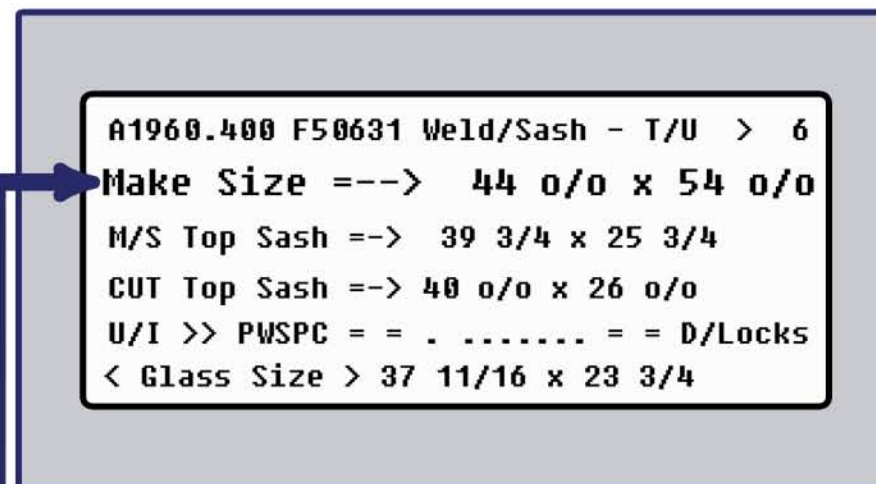 A1960.400 F50631 Weld/Sash - T/U > 6
Make Size =--> 44 o/o x 54 o/o
M/S Top Sash =-> 39 3/4 x 25 3/4
CUT Top Sash =-> 40 o/o x 26 o/o
U/I >> PWSPC = = . ....... = = D/Locks
< Glass Size > 37 11/16 x 23 3/4